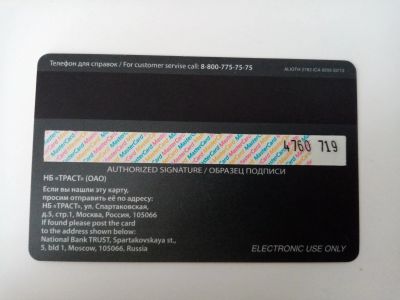 Телефон для справок / For customer servise call: 8-800-775-75-75
4760 719
AUTHORIZED SIGNATURE / ОБРАЗЕЦ ПОДПИСИ
НБ «ТРАСТ» (ОАО)
Если вы нашли эту карту,
просим отправить её по адресу:
НБ «ТРАСТ», ул. Спартаковская,
д.5, стр.1, Москва, Россия, 105066
If found please post the card
to the address shown below:
National Bank TRUST, Spartakovskaya st.,
5, bld 1, Moscow, 105066, Russia
ELECTRONIC USE ONLY